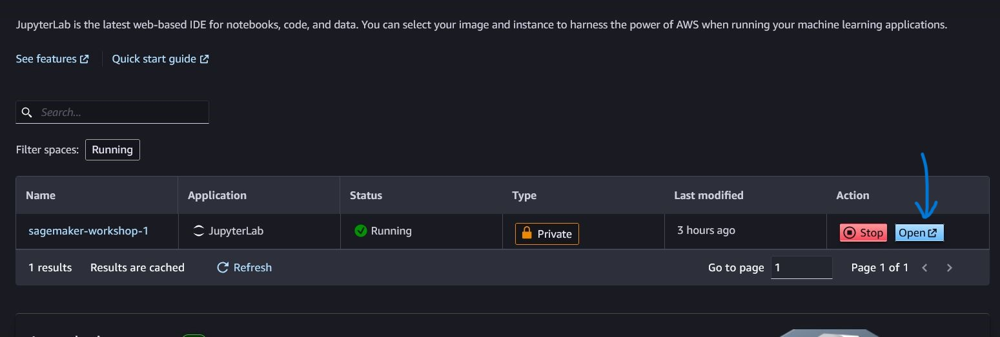 JupyterLab is the latest web-based IDE for notebooks, code, and data. You can select your image and instance to harness the power of AWS when running your machine learning applications.
See features Quick start guide
Search...
Filter spaces: Running
Name Application Status Type Last modified Action
sagemaker-workshop-1 JupyterLab Running Private 3 hours ago Stop Open
1 results Results are cached Refresh Go to page 1 Page 1 of 1